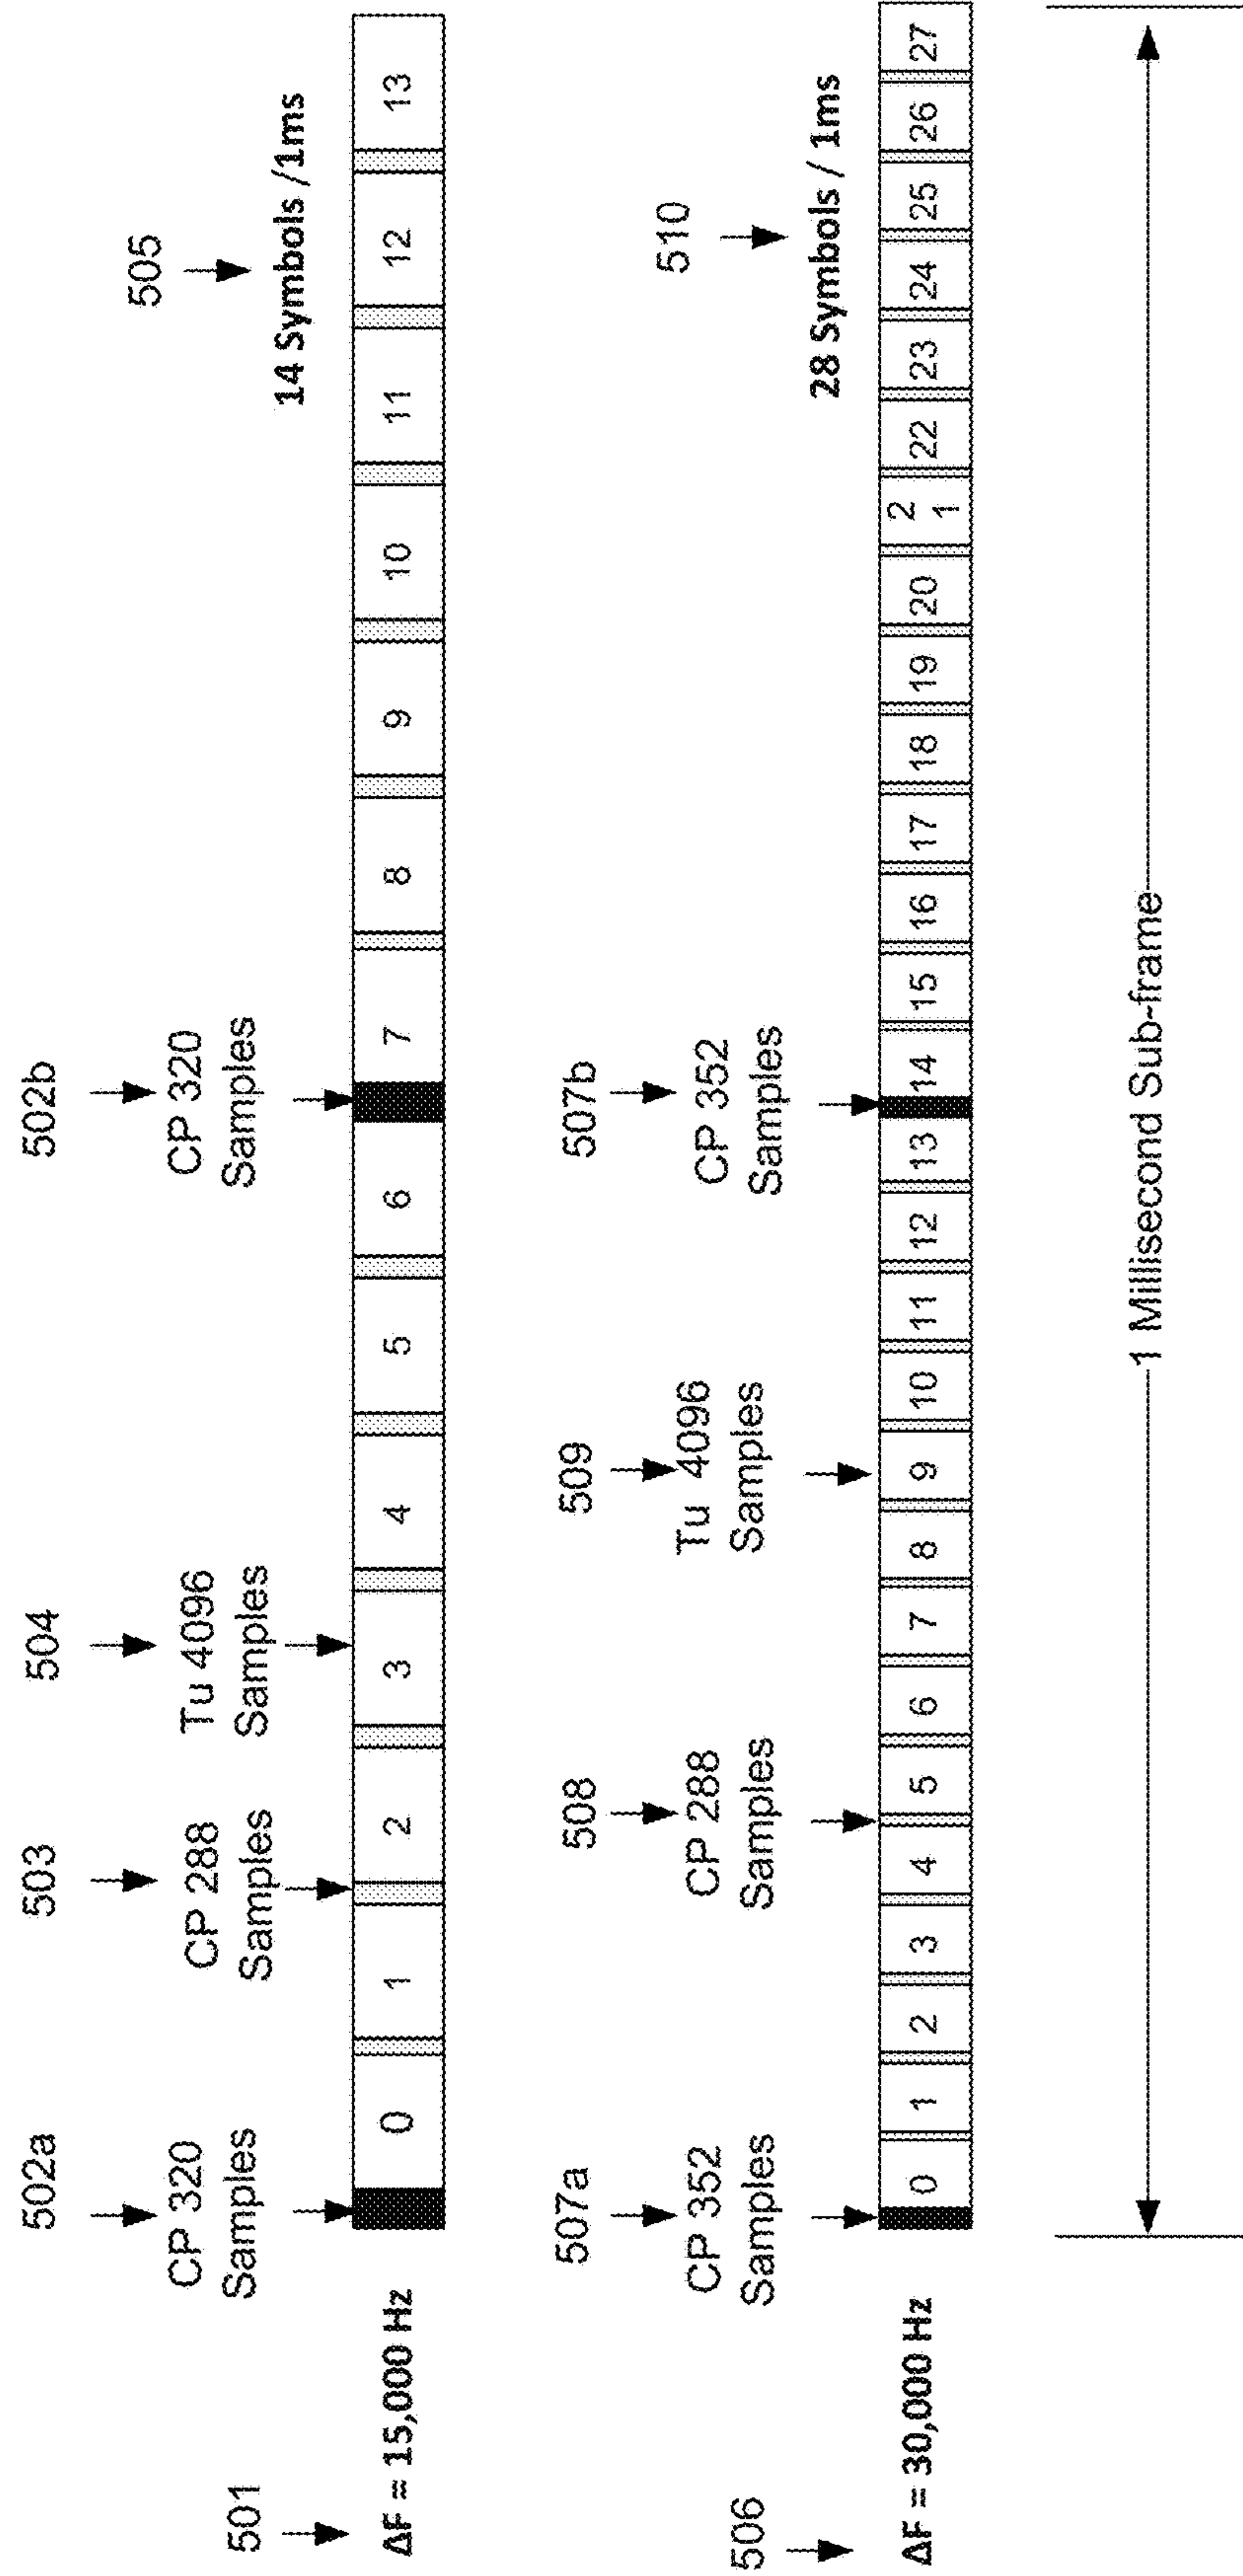 502a
CP 320
Samples
503
CP 288
Samples
504
Tu 4096
Samples
502b
CP 320
Samples
505
14 Symbols /1ms
501
ΔF = 15,000 Hz
0 1 2 3 4 5 6 7 8 9 10 11 12 13
507a
CP 352
Samples
508
CP 288
Samples
509
Tu 4096
Samples
507b
CP 352
Samples
510
28 Symbols / 1ms
506
ΔF = 30,000 Hz
0 1 2 3 4 5 6 7 8 9 10 11 12 13 14 15 16 17 18 19 20 21 22 23 24 25 26 27
1 Millisecond Sub-frame